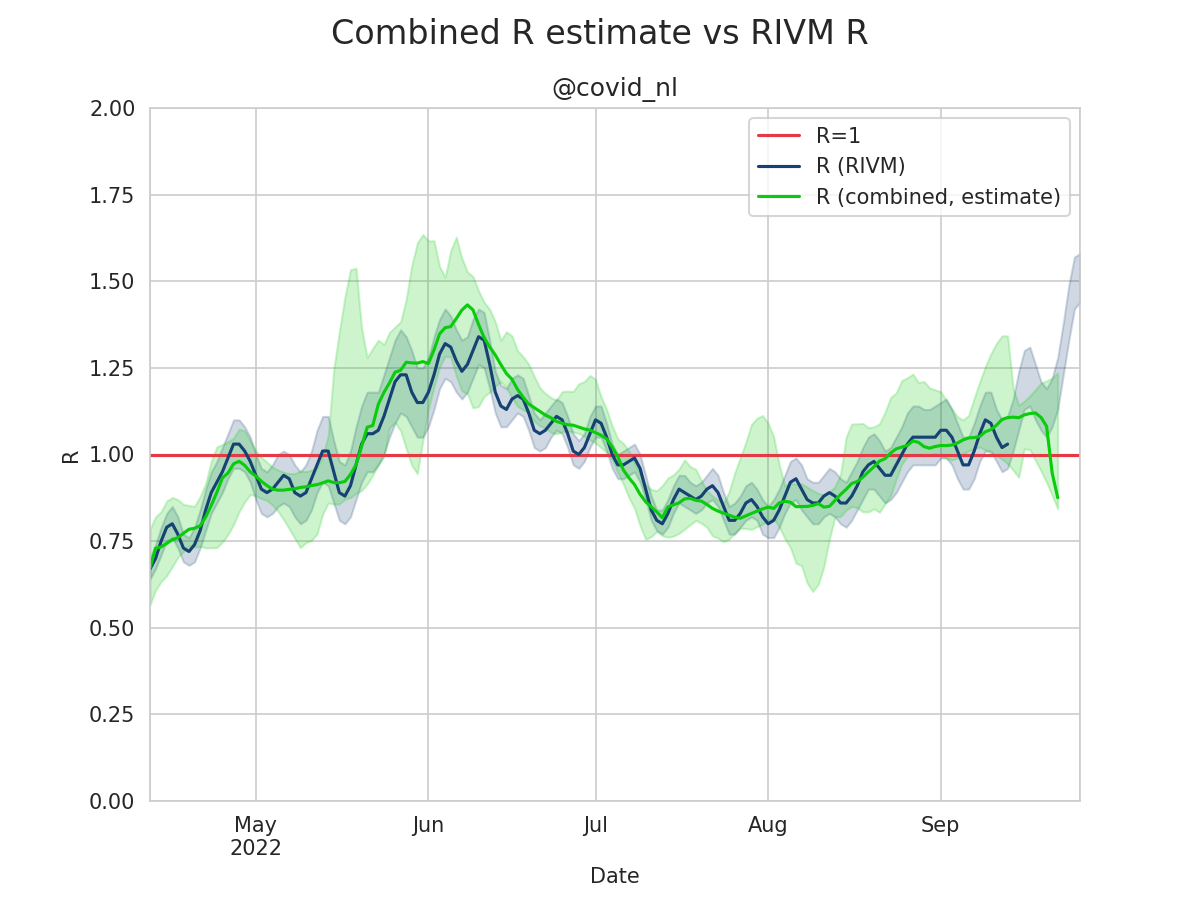 Combined R estimate vs RIVM R
@covid_nl
2.00
1.75
1.50
1.25
1.00
0.75
0.50
0.25
0.00
R
R=1
R (RIVM)
R (combined, estimate)
May Jun Jul Aug Sep
2022
Date